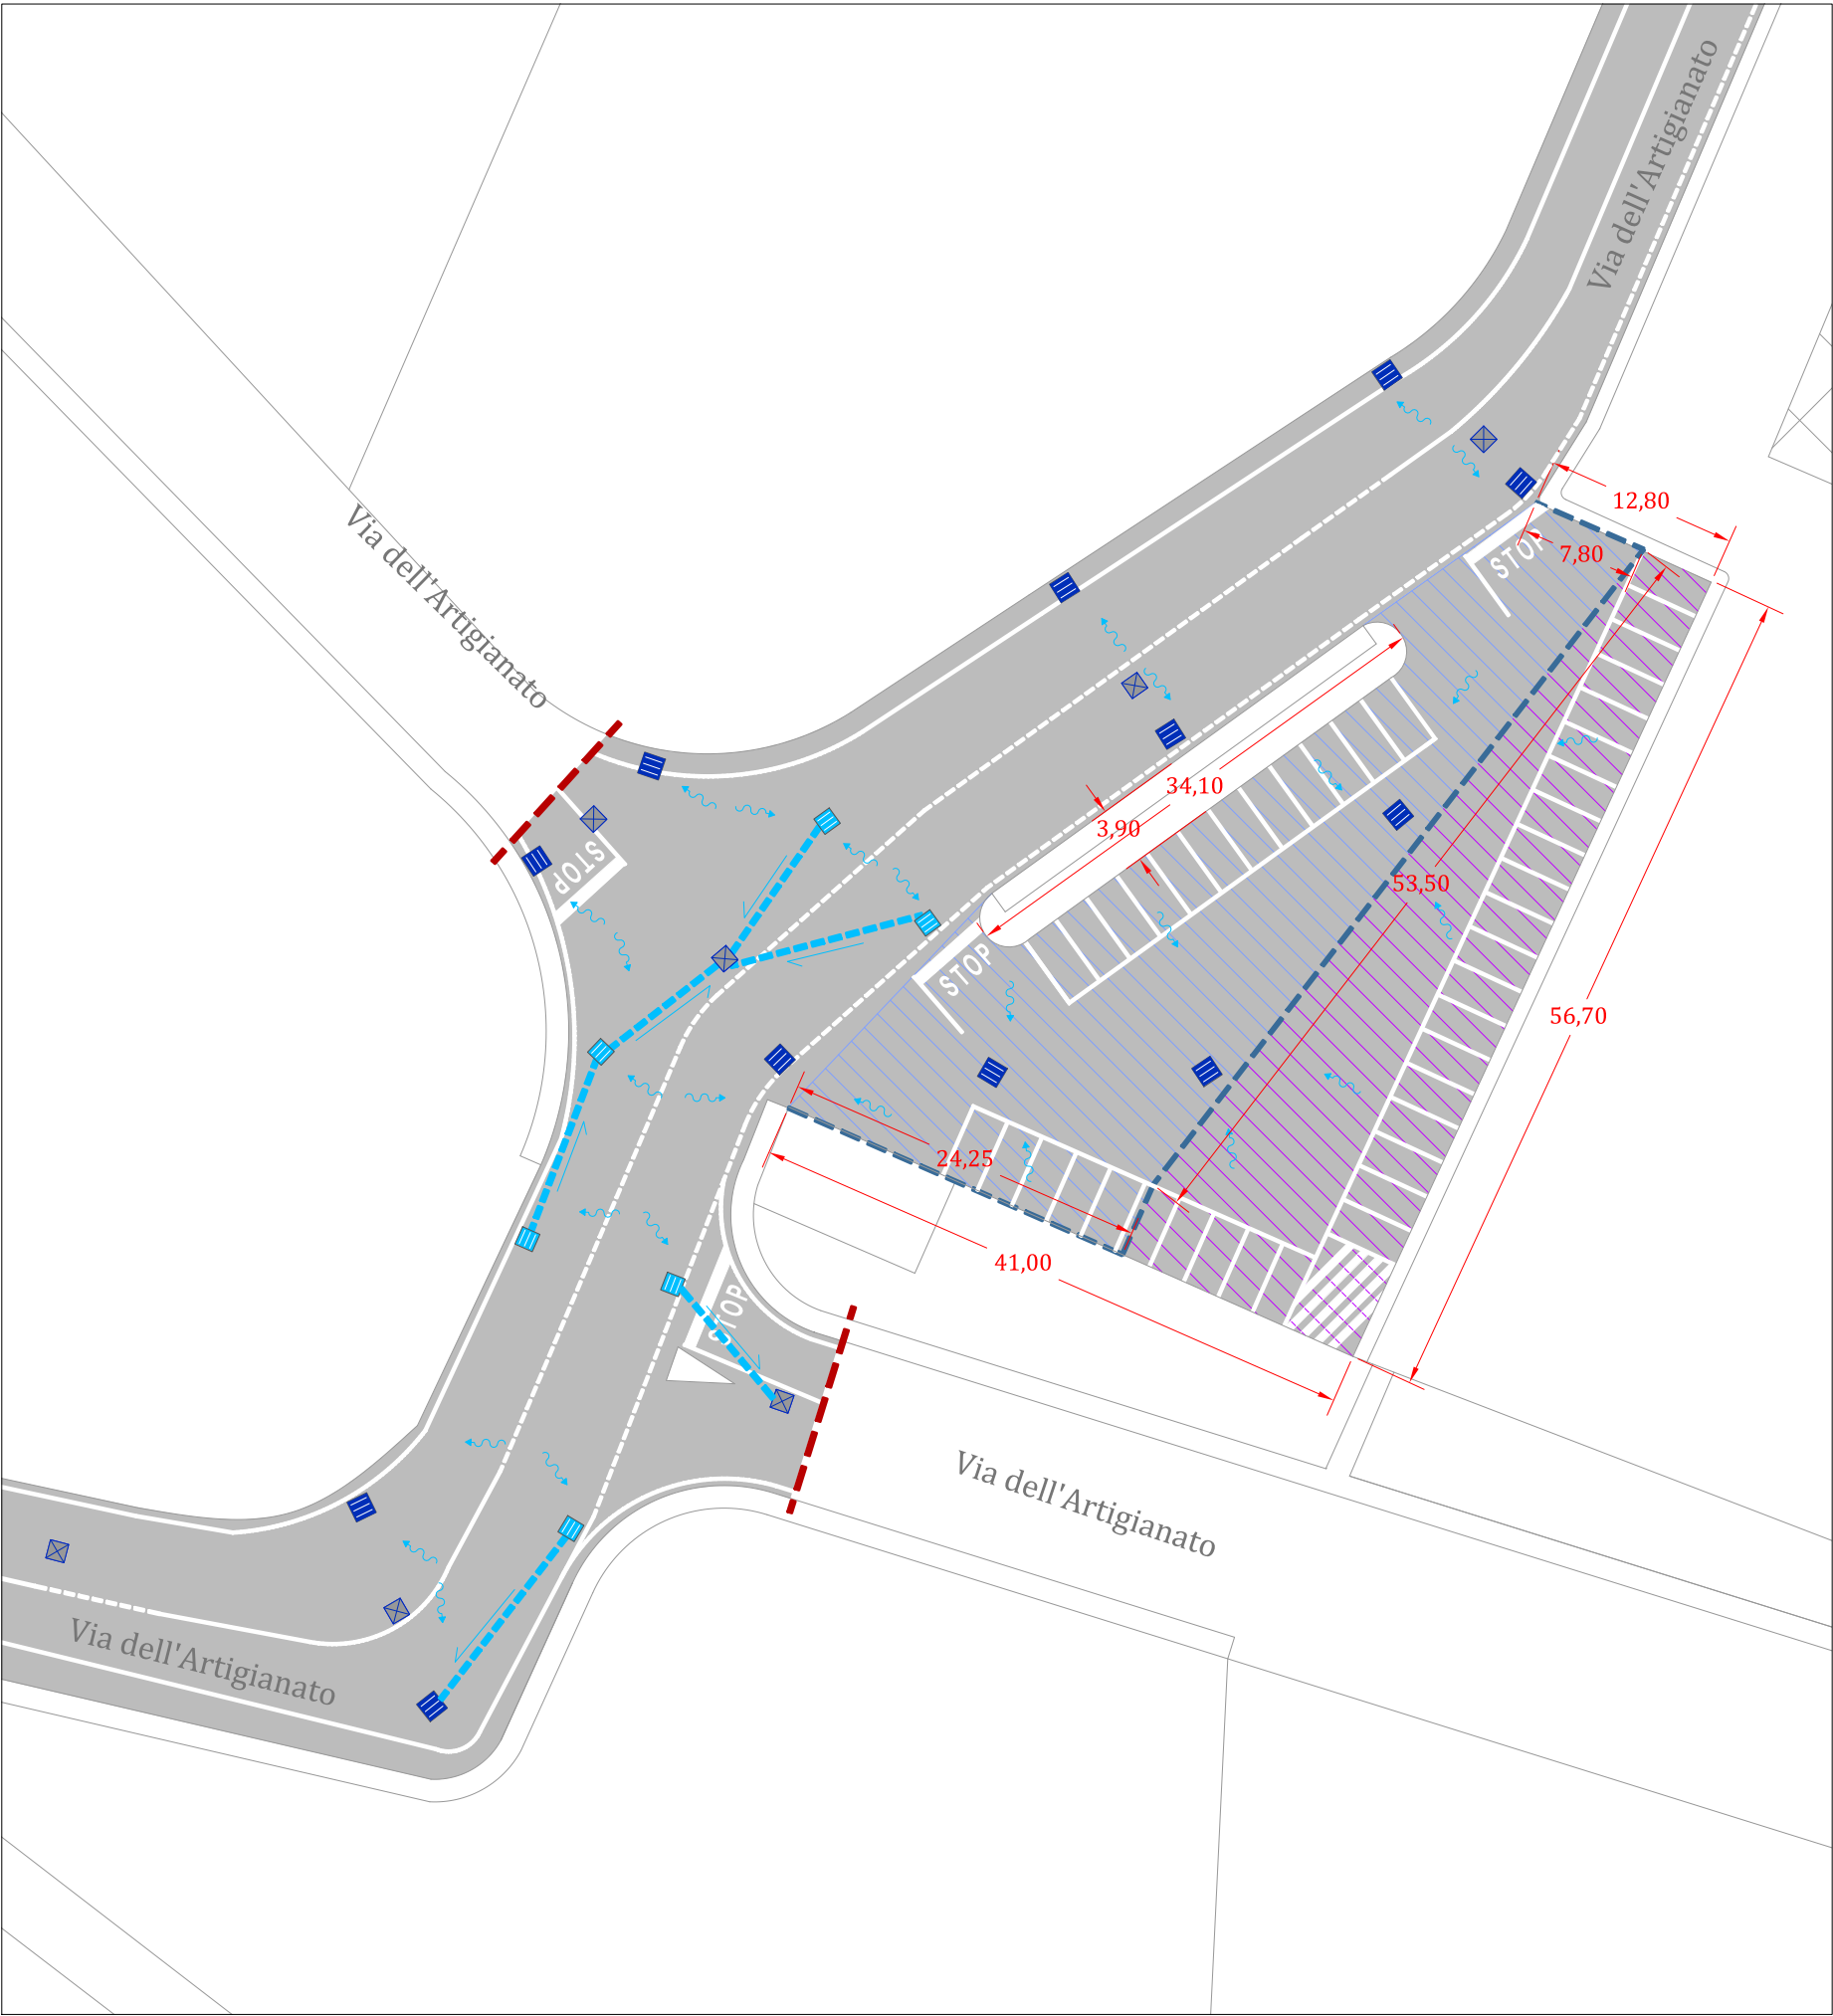 Via dell'Artigianato
12,80
STOP
7,80
Via dell'Artigianato
34,10
3,90
STOP
53,50
STOP
56,70
24,25
41,00
STOP
Via dell'Artigianato
Via dell'Artigianato